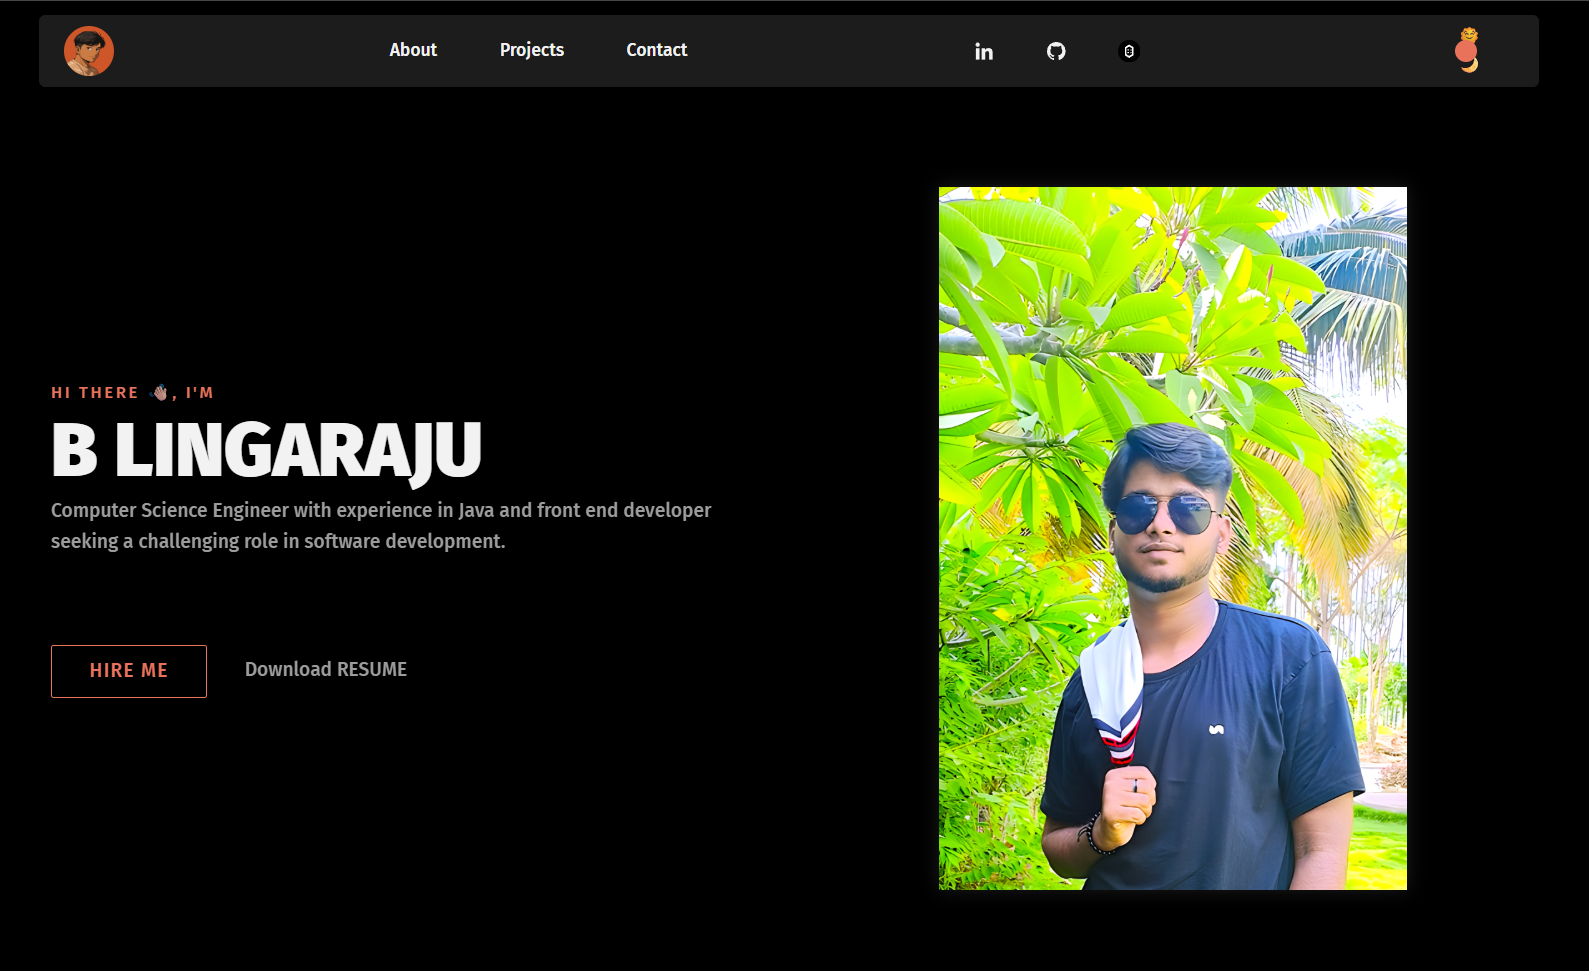 About
Projects
Contact
HI THERE 👋🏽, I'M
B LINGARAJU
Computer Science Engineer with experience in Java and front end developer
seeking a challenging role in software development.
HIRE ME
Download RESUME